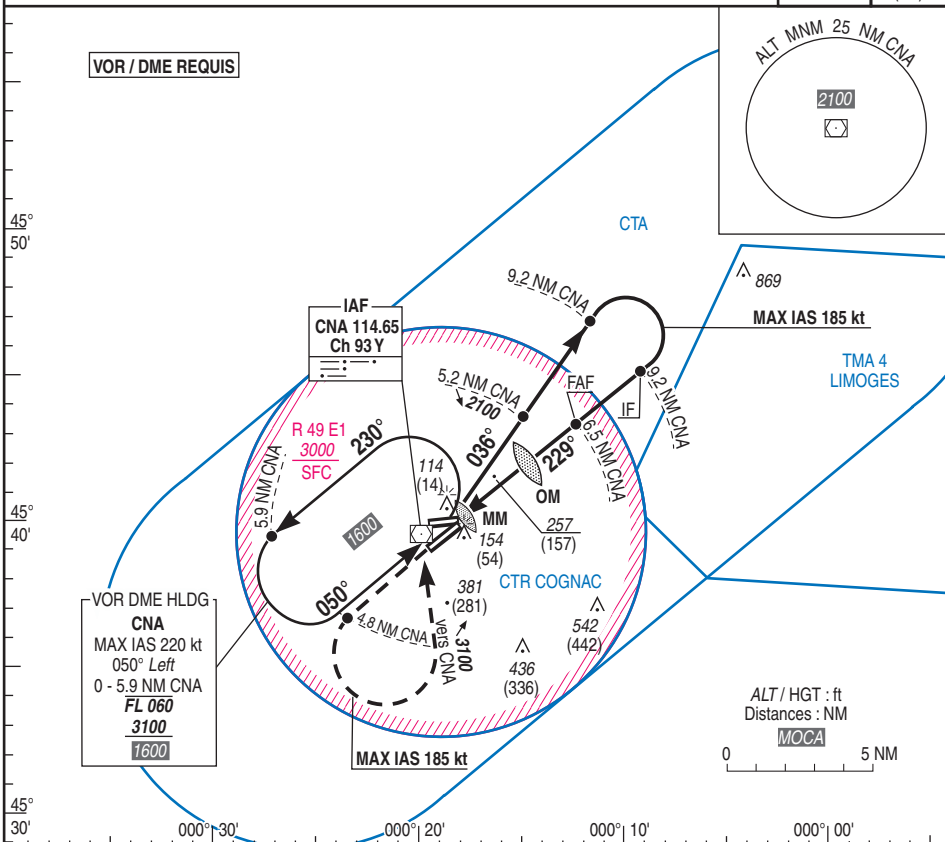 VOR / DME REQUIS
ALT MNM 25 NM CNA
2100
45°
50'
CTA
869
9.2 NM CNA
MAX IAS 185 kt
IAF
CNA 114.65
Ch 93 Y
TMA 4
LIMOGES
5.2 NM CNA
2100
FAF
IF
9.2 NM CNA
R 49 E1
3000
SFC
230°
036°
229°
6.5 NM CNA
5.9 NM CNA
114
(14)
OM
MM
45°
40'
1600
154
(54)
257
(157)
CTR COGNAC
050°
381
(281)
4.8 NM CNA
vers CNA
3100
542
(442)
436
(336)
VOR DME HLDG
CNA
MAX IAS 220 kt
050° Left
0 - 5.9 NM CNA
FL 060
3100
1600
MAX IAS 185 kt
ALT / HGT : ft
Distances : NM
MOCA
0 5 NM
45°
30'
000° 30'
000° 20'
000° 10'
000° 00'